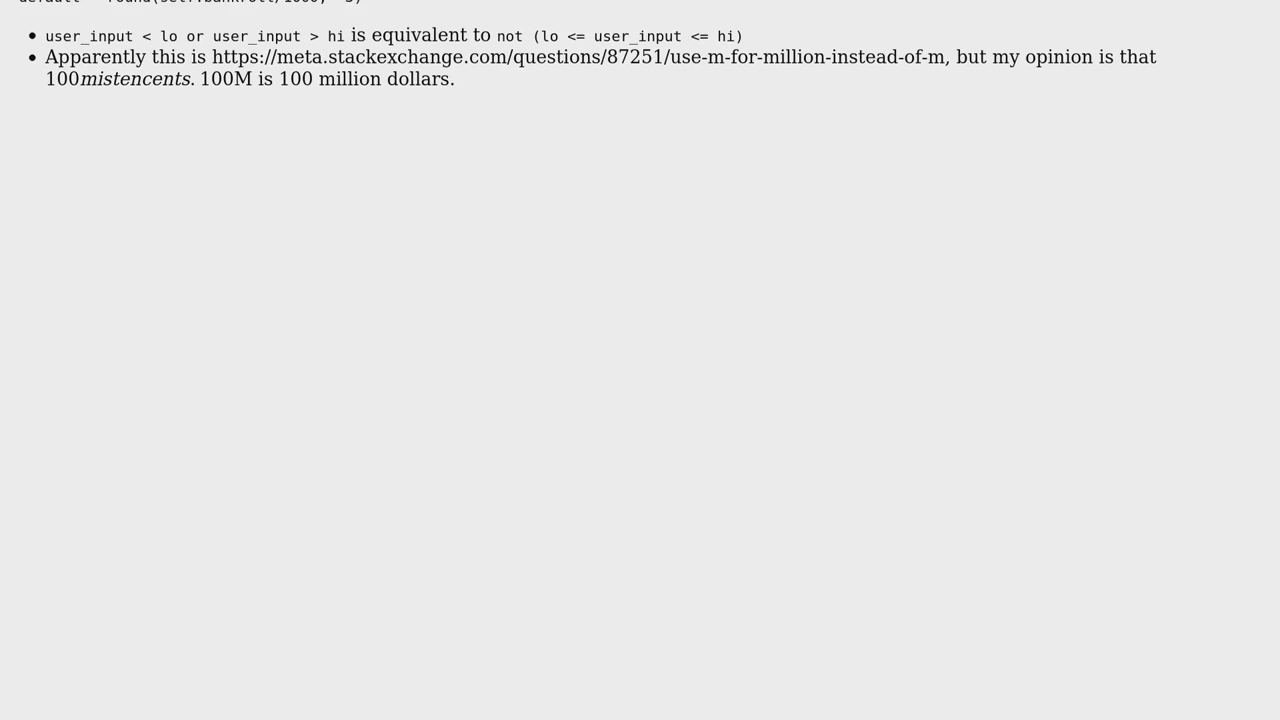 user_input < lo or user_input > hi is equivalent to not (lo <= user_input <= hi)
Apparently this is https://meta.stackexchange.com/questions/87251/use-m-for-million-instead-of-m, but my opinion is that
100mistencents. 100M is 100 million dollars.